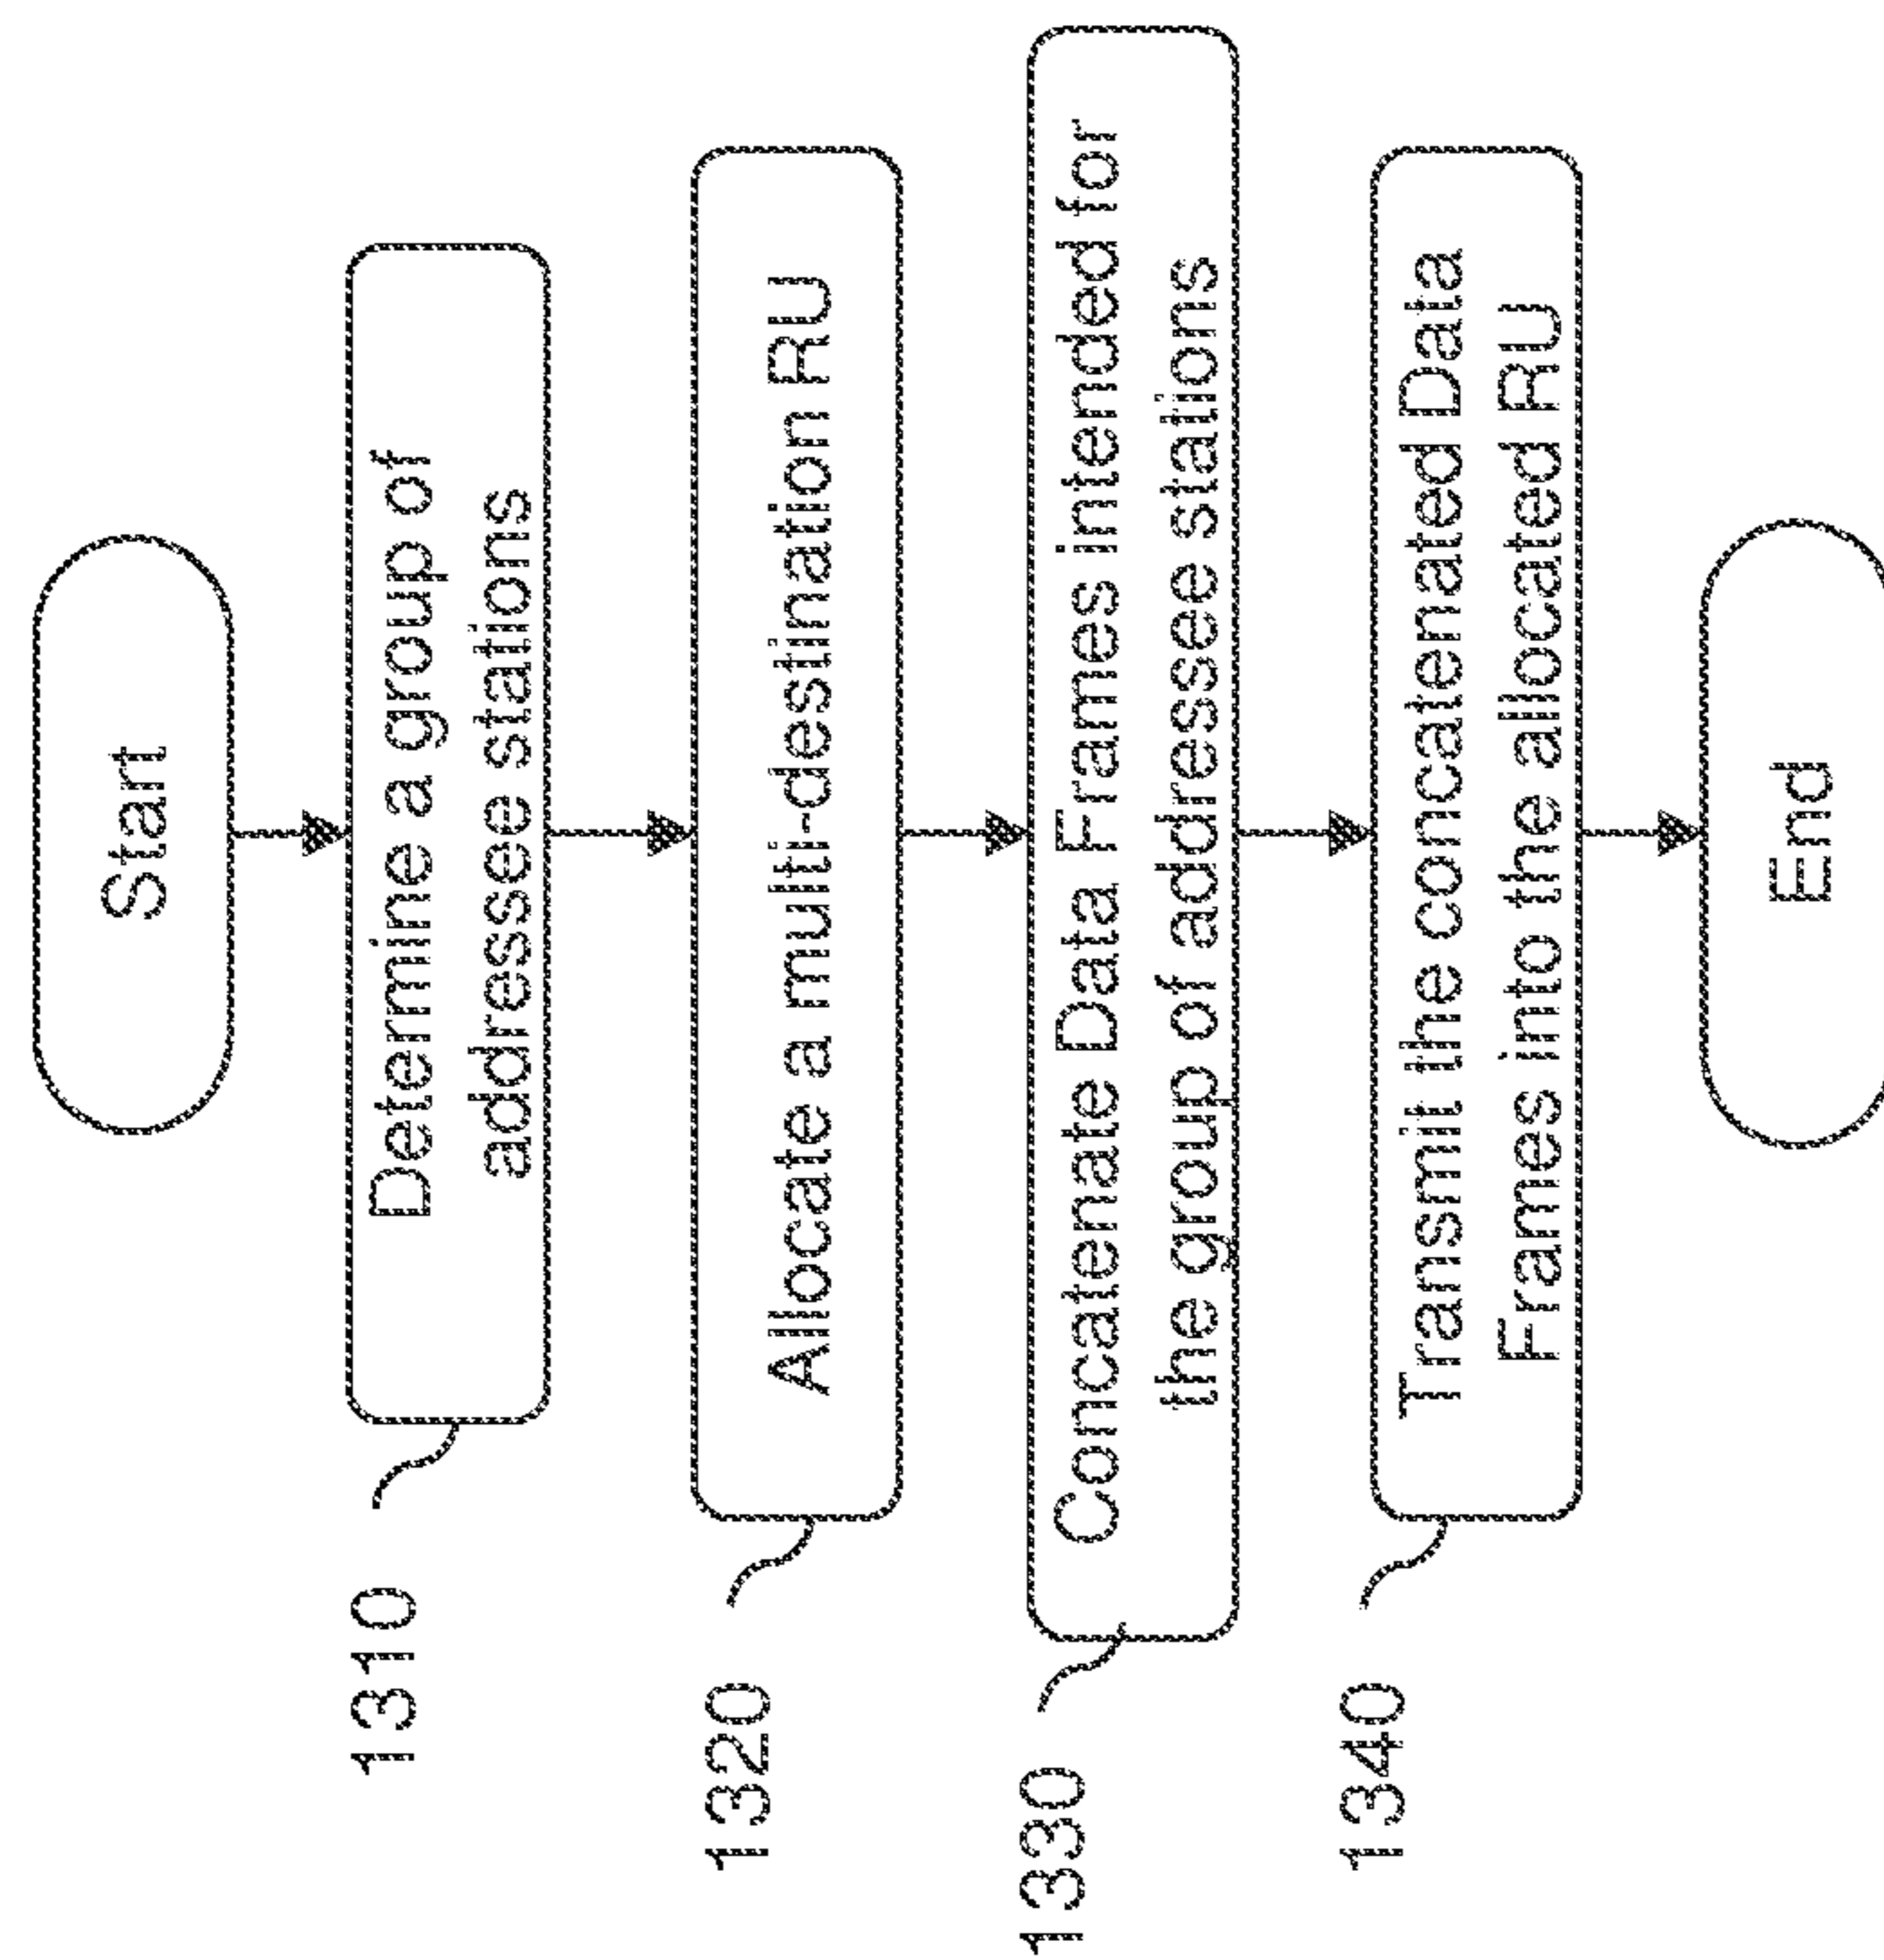 Start
1310
Determine a group of
addressee stations
1320
Allocate a multi-destination RU
1330
Concatenate Data Frames intended for
the group of addressee stations
1340
Transmit the concatenated Data
Frames into the allocated RU
End